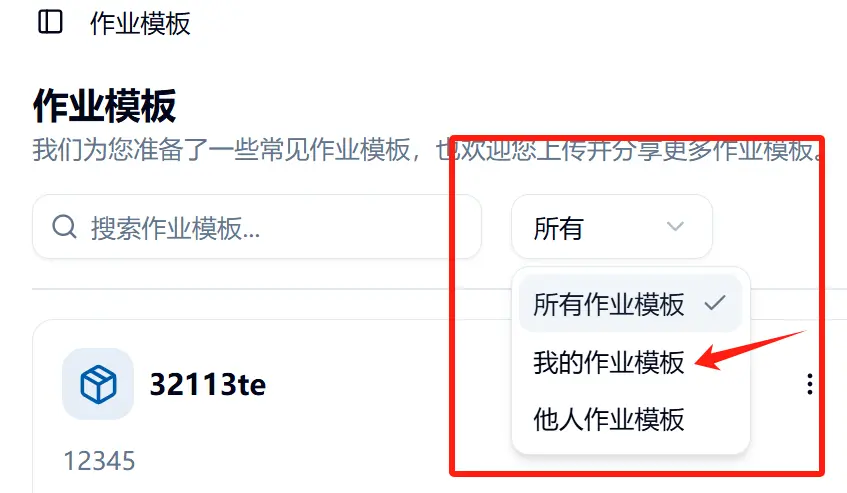 作业模板
作业模板
我们为您准备了一些常见作业模板，也欢迎您上传并分享更多作业模板。
搜索作业模板...
所有
所有作业模板
我的作业模板
他人作业模板
32113te
12345